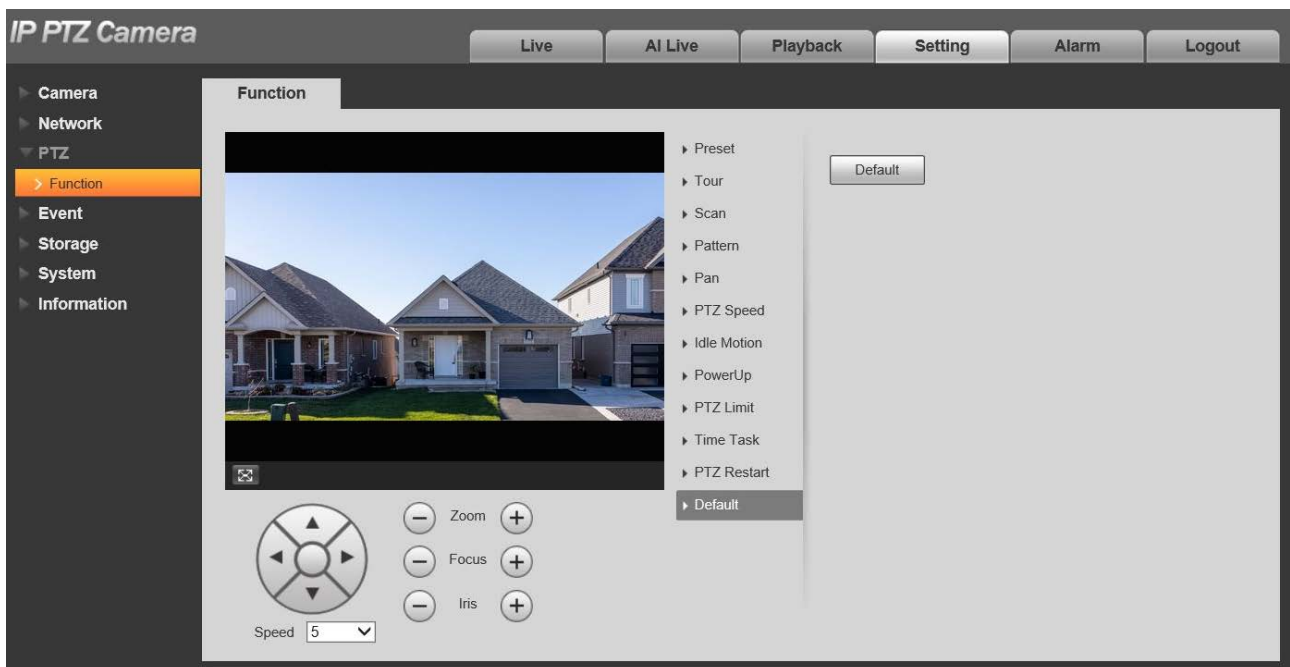 IP PTZ Camera
Live
AI Live
Playback
Setting
Alarm
Logout
Camera
Network
PTZ
Function
Event
Storage
System
Information
Function
Preset
Tour
Scan
Pattern
Pan
PTZ Speed
Idle Motion
PowerUp
PTZ Limit
Time Task
PTZ Restart
Default
Default
Zoom
Focus
Iris
Speed 5